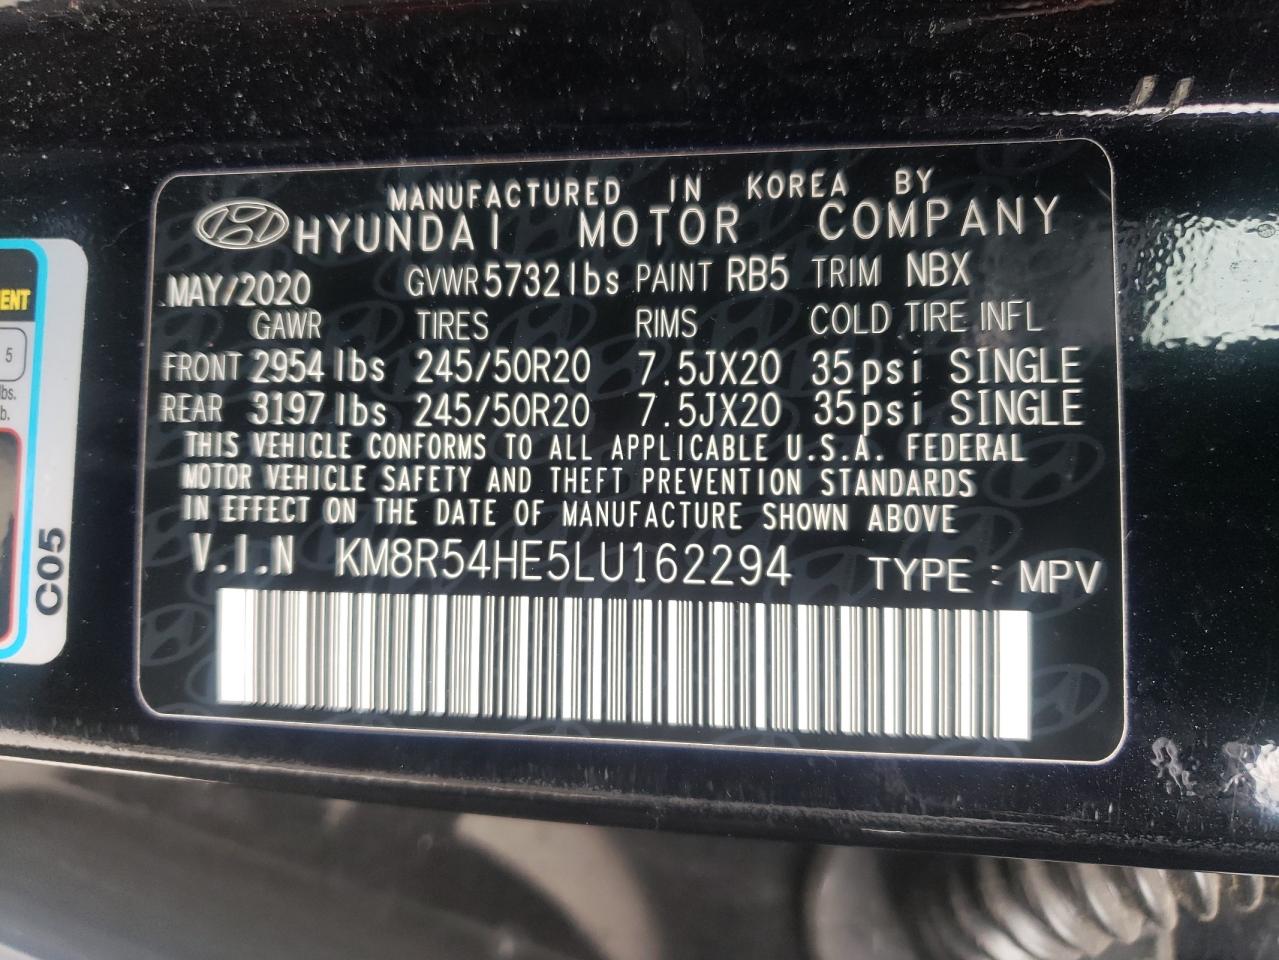 MANUFACTURED IN KOREA BY
HYUNDAI MOTOR COMPANY
MAY/2020 GVWR 5732 lbs PAINT RB5 TRIM NBX
GAWR TIRES RIMS COLD TIRE INFL
FRONT 2954 lbs 245/50R20 7.5JX20 35psi SINGLE
REAR 3197 lbs 245/50R20 7.5JX20 35psi SINGLE
THIS VEHICLE CONFORMS TO ALL APPLICABLE U.S.A. FEDERAL
MOTOR VEHICLE SAFETY AND THEFT PREVENTION STANDARDS
IN EFFECT ON THE DATE OF MANUFACTURE SHOWN ABOVE
V.I.N KM8R54HE5LU162294 TYPE : MPV
5
lbs.
C05